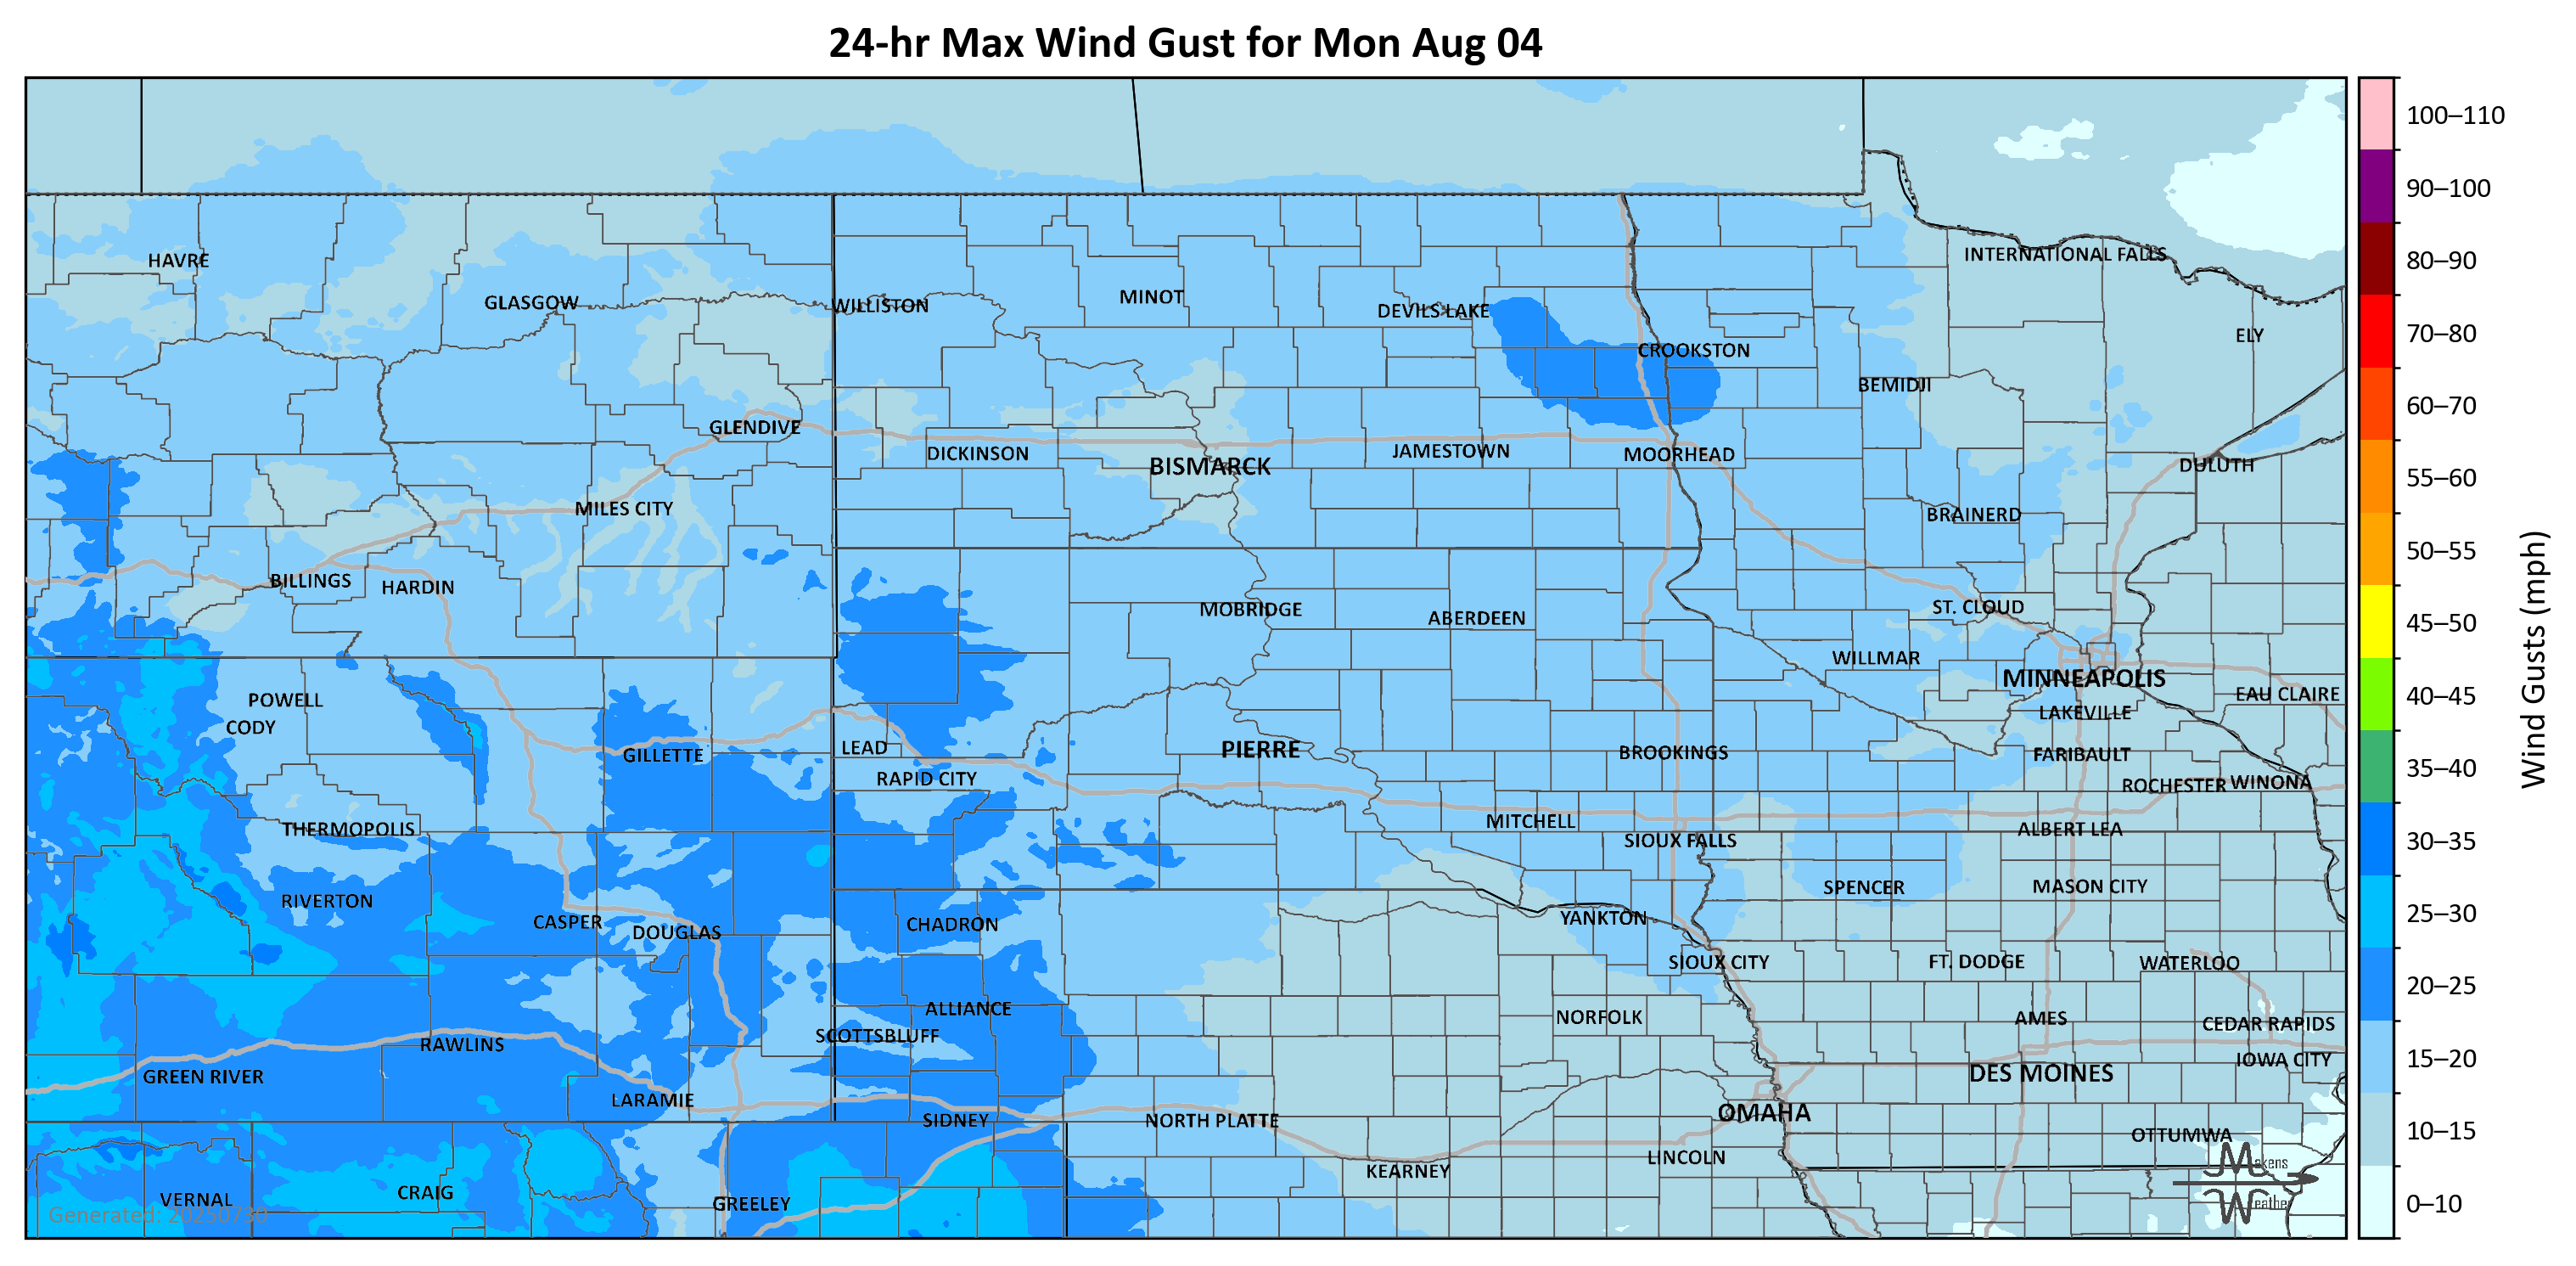 24-hr Max Wind Gust for Mon Aug 04
100–110
90–100
80–90
70–80
60–70
55–60
50–55
45–50
40–45
35–40
30–35
25–30
20–25
15–20
10–15
0–10
Wind Gusts (mph)
HAVRE
INTERNATIONAL FALLS
GLASGOW
WILLISTON
MINOT
DEVILS LAKE
ELY
CROOKSTON
BEMIDJI
GLENDIVE
DICKINSON
BISMARCK
JAMESTOWN
MOORHEAD
DULUTH
MILES CITY
BRAINERD
BILLINGS
HARDIN
MOBRIDGE
ABERDEEN
ST. CLOUD
WILLMAR
MINNEAPOLIS
POWELL
EAU CLAIRE
CODY
LAKEVILLE
GILLETTE
LEAD
PIERRE
BROOKINGS
FARIBAULT
RAPID CITY
ROCHESTER
WINONA
THERMOPOLIS
MITCHELL
ALBERT LEA
SIOUX FALLS
RIVERTON
SPENCER
MASON CITY
CASPER
DOUGLAS
CHADRON
YANKTON
SIOUX CITY
FT. DODGE
WATERLOO
ALLIANCE
NORFOLK
AMES
CEDAR RAPIDS
SCOTTSBLUFF
RAWLINS
IOWA CITY
GREEN RIVER
DES MOINES
LARAMIE
SIDNEY
NORTH PLATTE
OMAHA
OTTUMWA
KEARNEY
LINCOLN
VERNAL
CRAIG
GREELEY
Generated: 20250730
Makens
Weather